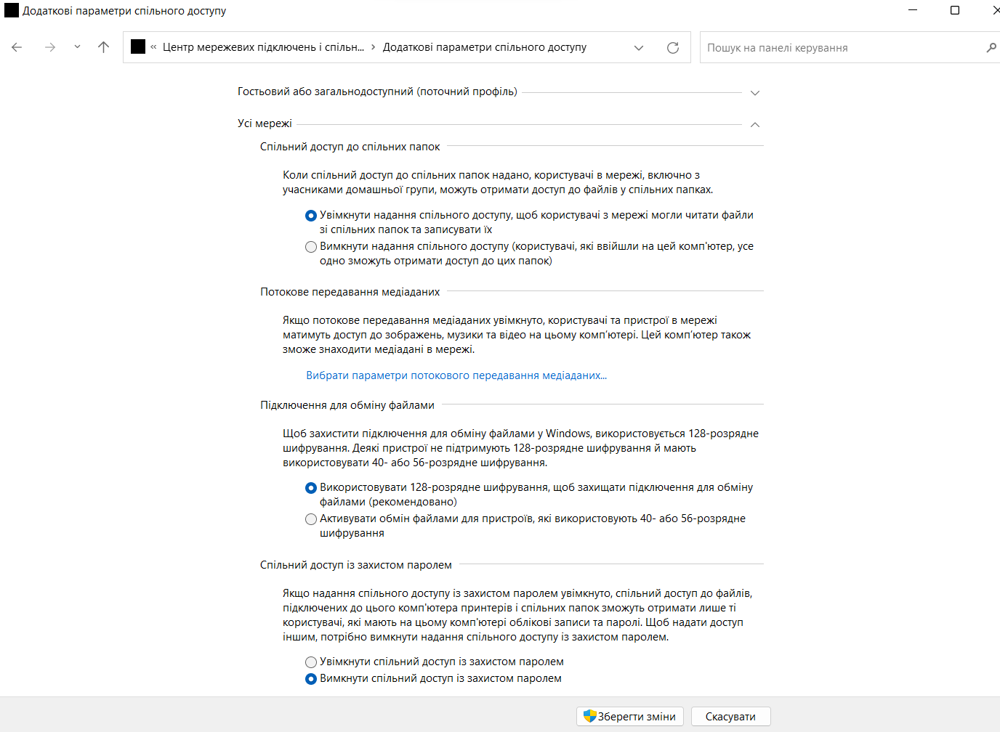 Додаткові параметри спільного доступу
« Центр мережевих підключень і спільн... › Додаткові параметри спільного доступу
Пошук на панелі керування
Гостьовий або загальнодоступний (поточний профіль)
Усі мережі
Спільний доступ до спільних папок
Коли спільний доступ до спільних папок надано, користувачі в мережі, включно з
учасниками домашньої групи, можуть отримати доступ до файлів у спільних папках.
Увімкнути надання спільного доступу, щоб користувачі з мережі могли читати файли
зі спільних папок та записувати їх
Вимкнути надання спільного доступу (користувачі, які ввійшли на цей комп'ютер, усе
одно зможуть отримати доступ до цих папок)
Потокове передавання медіаданих
Якщо потокове передавання медіаданих увімкнуто, користувачі та пристрої в мережі
матимуть доступ до зображень, музики та відео на цьому комп’ютері. Цей комп’ютер також
зможе знаходити медіадані в мережі.
Вибрати параметри потокового передавання медіаданих...
Підключення для обміну файлами
Щоб захистити підключення для обміну файлами у Windows, використовується 128-розрядне
шифрування. Деякі пристрої не підтримують 128-розрядне шифрування й мають
використовувати 40- або 56-розрядне шифрування.
Використовувати 128-розрядне шифрування, щоб захищати підключення для обміну
файлами (рекомендовано)
Активувати обмін файлами для пристроїв, які використовують 40- або 56-розрядне
шифрування
Спільний доступ із захистом паролем
Якщо надання спільного доступу із захистом паролем увімкнуто, спільний доступ до файлів,
підключених до цього комп'ютера принтерів і спільних папок зможуть отримати лише ті
користувачі, які мають на цьому комп'ютері облікові записи та паролі. Щоб надати доступ
іншим, потрібно вимкнути надання спільного доступу із захистом паролем.
Увімкнути спільний доступ із захистом паролем
Вимкнути спільний доступ із захистом паролем
Зберегти зміни
Скасувати